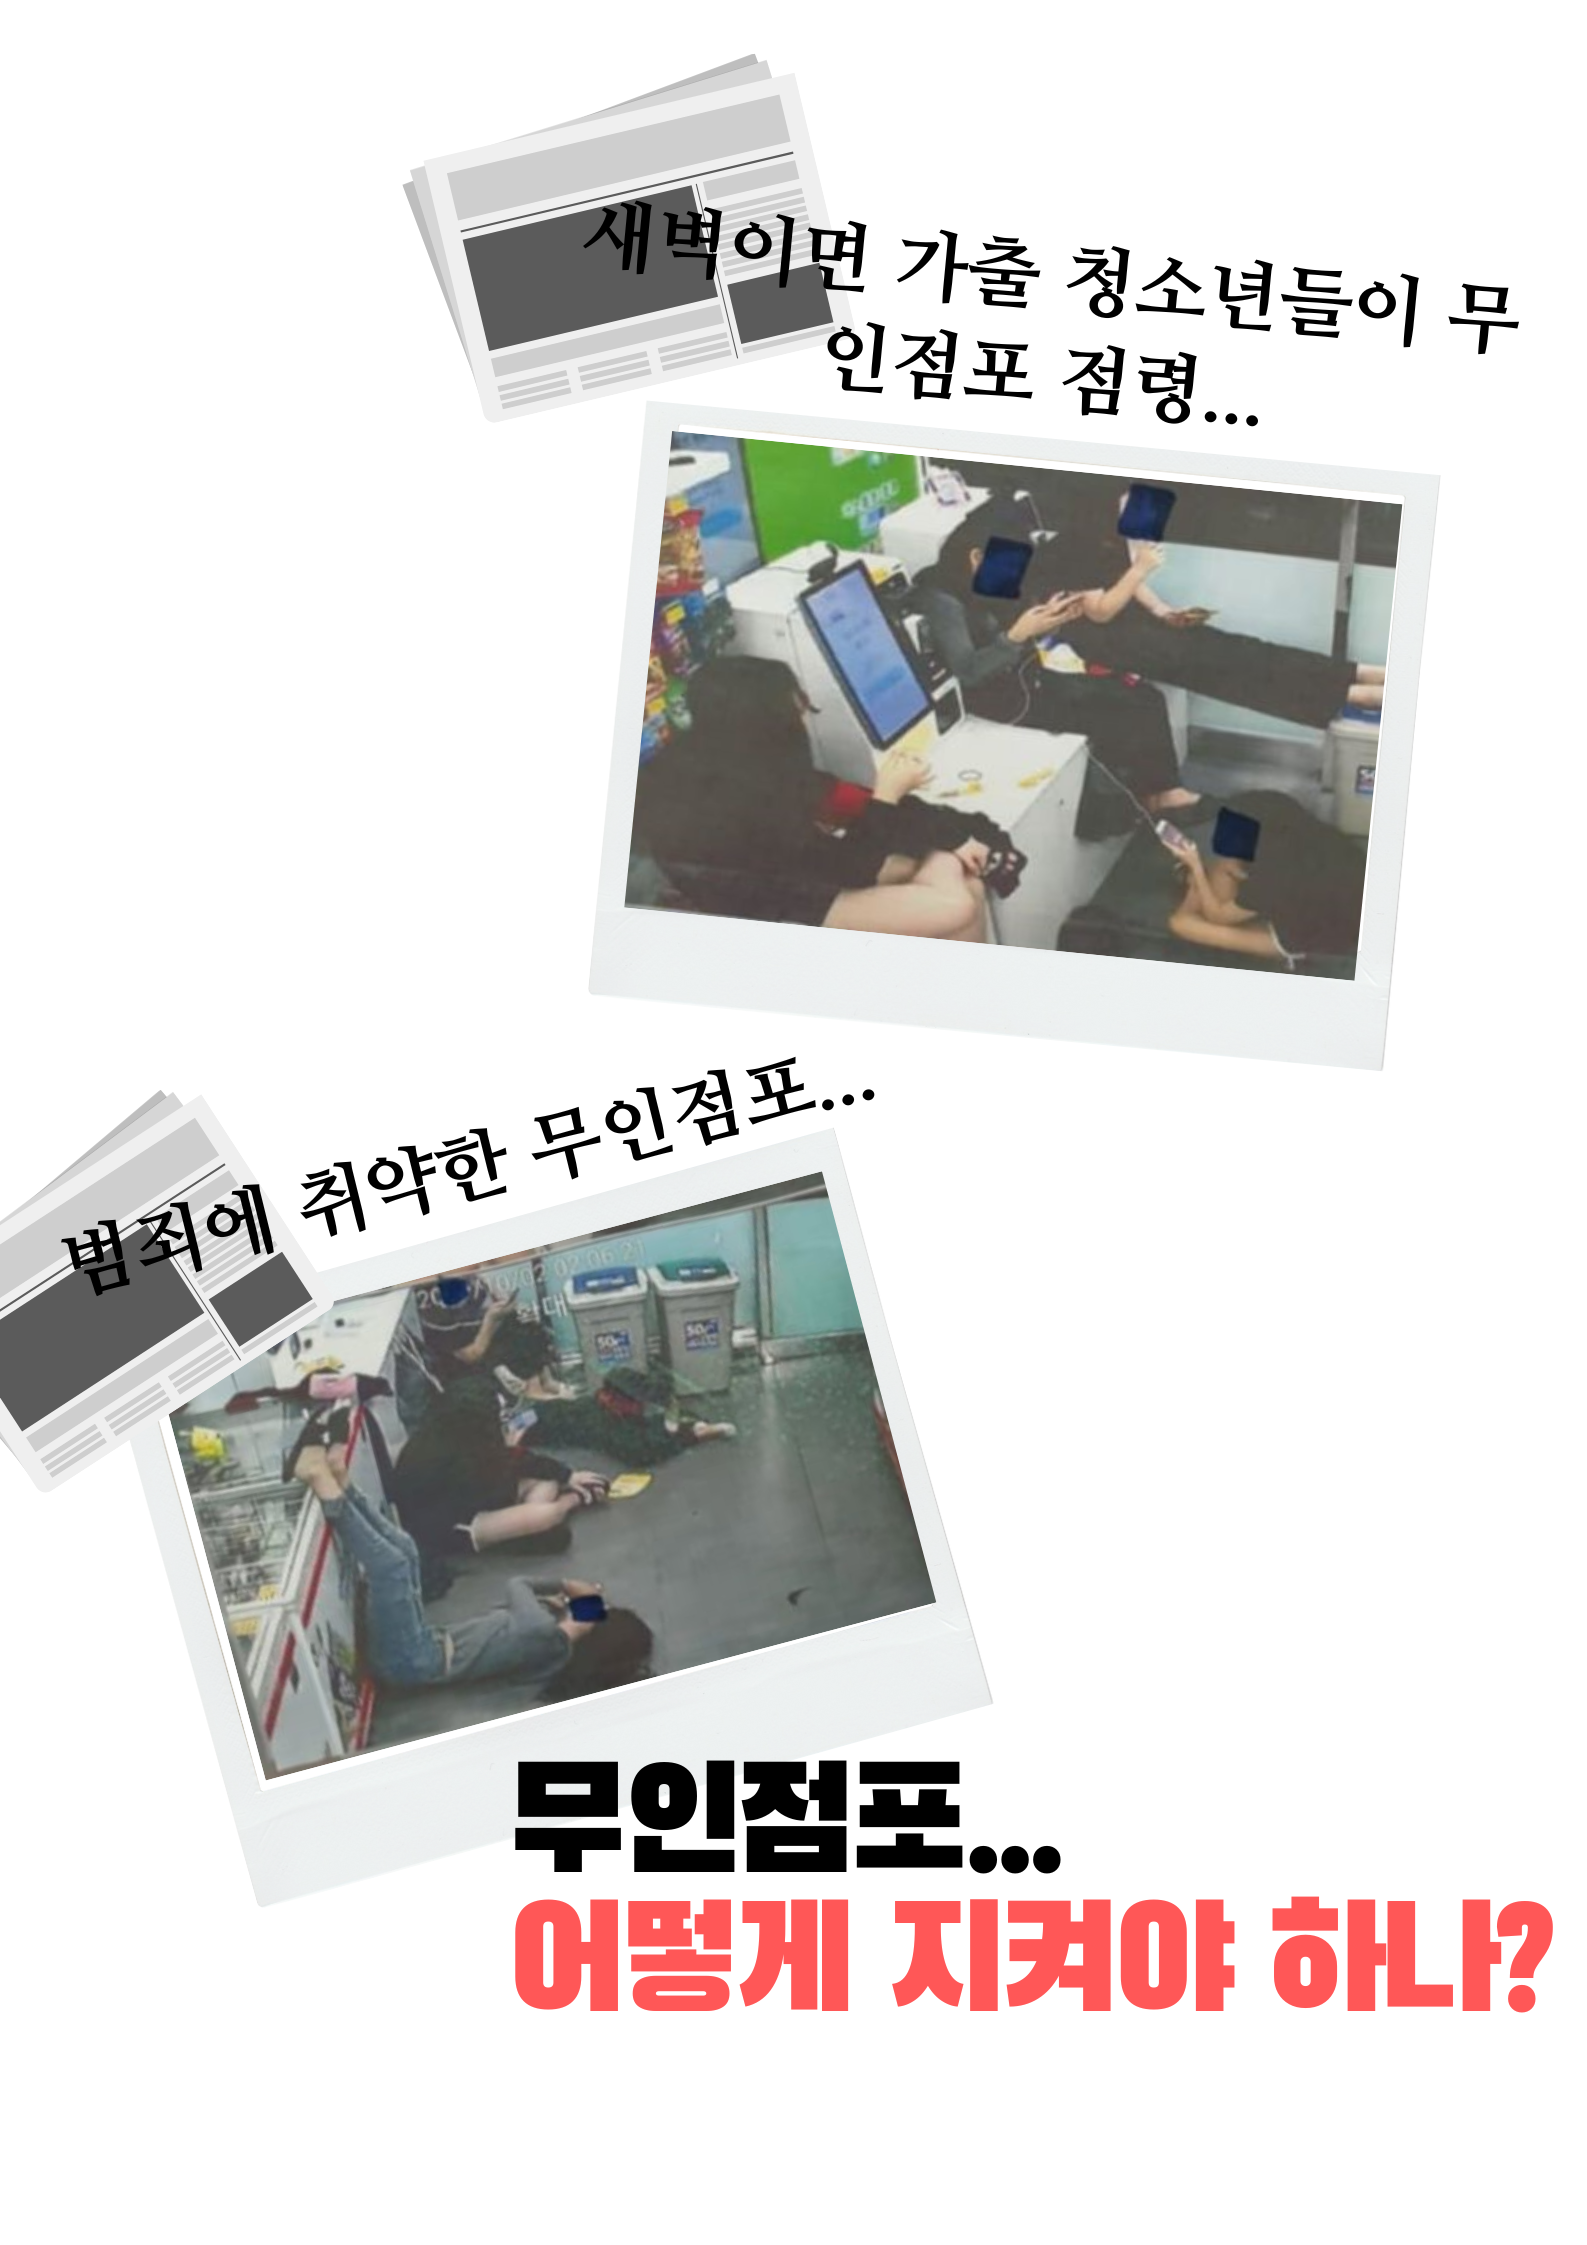 새벽이면 가출 청소년들이 무
인점포 점령...
범죄에 취약한 무인점포...
확대
무인점포...
어떻게 지켜야 하나?